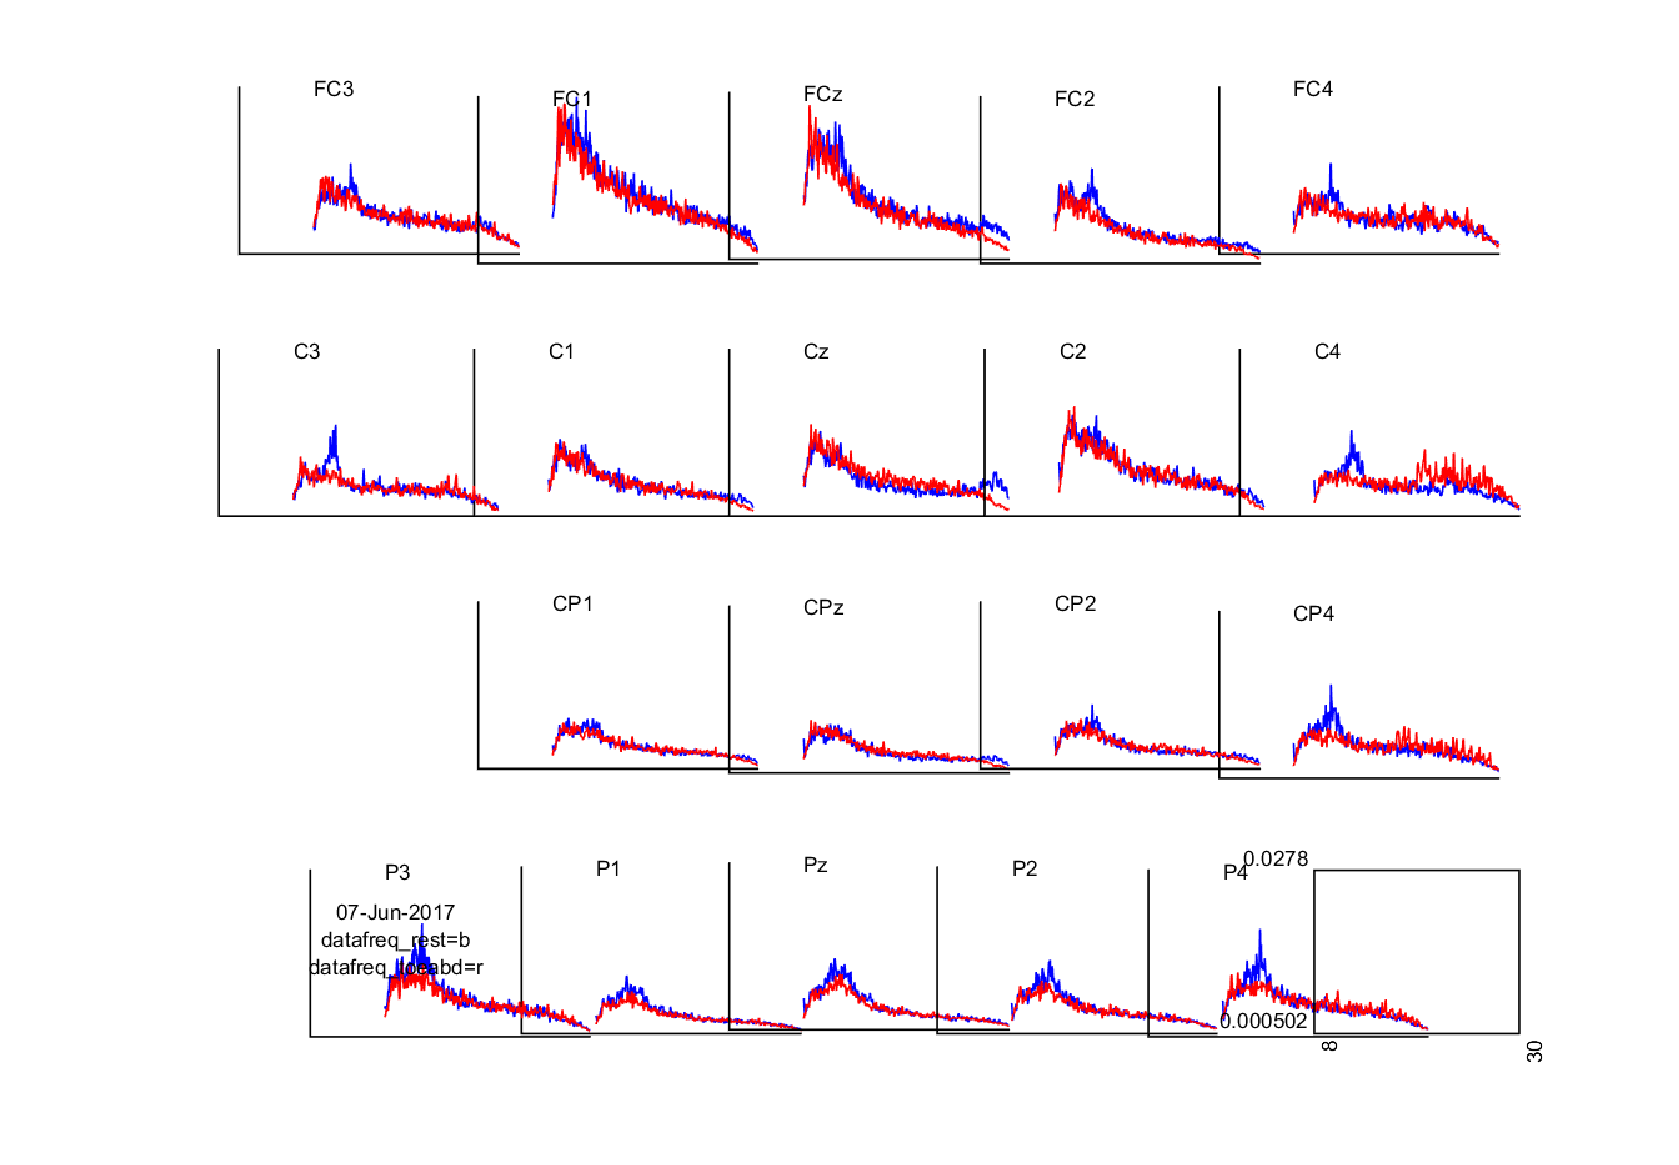 FC3
FC1
FCz
FC2
FC4
C3
C1
Cz
C2
C4
CP1
CPz
CP2
CP4
P3
P1
Pz
P2
P4
0.0278
07-Jun-2017
datafreq_rest=b
datafreq_toeabd=r
0.000502
8
30